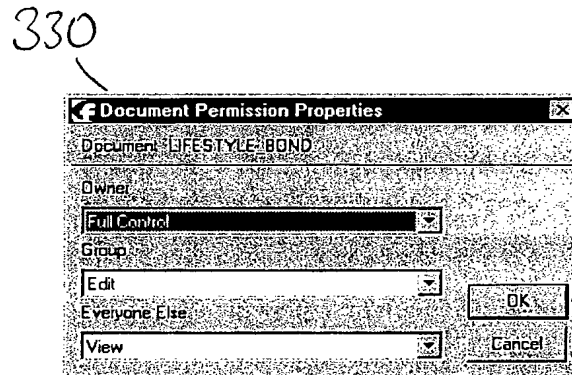 330
Document Permission Properties
Document LIFESTYLE BOND
Owner
Full Control
Group
Edit
Everyone Else
View
OK
Cancel